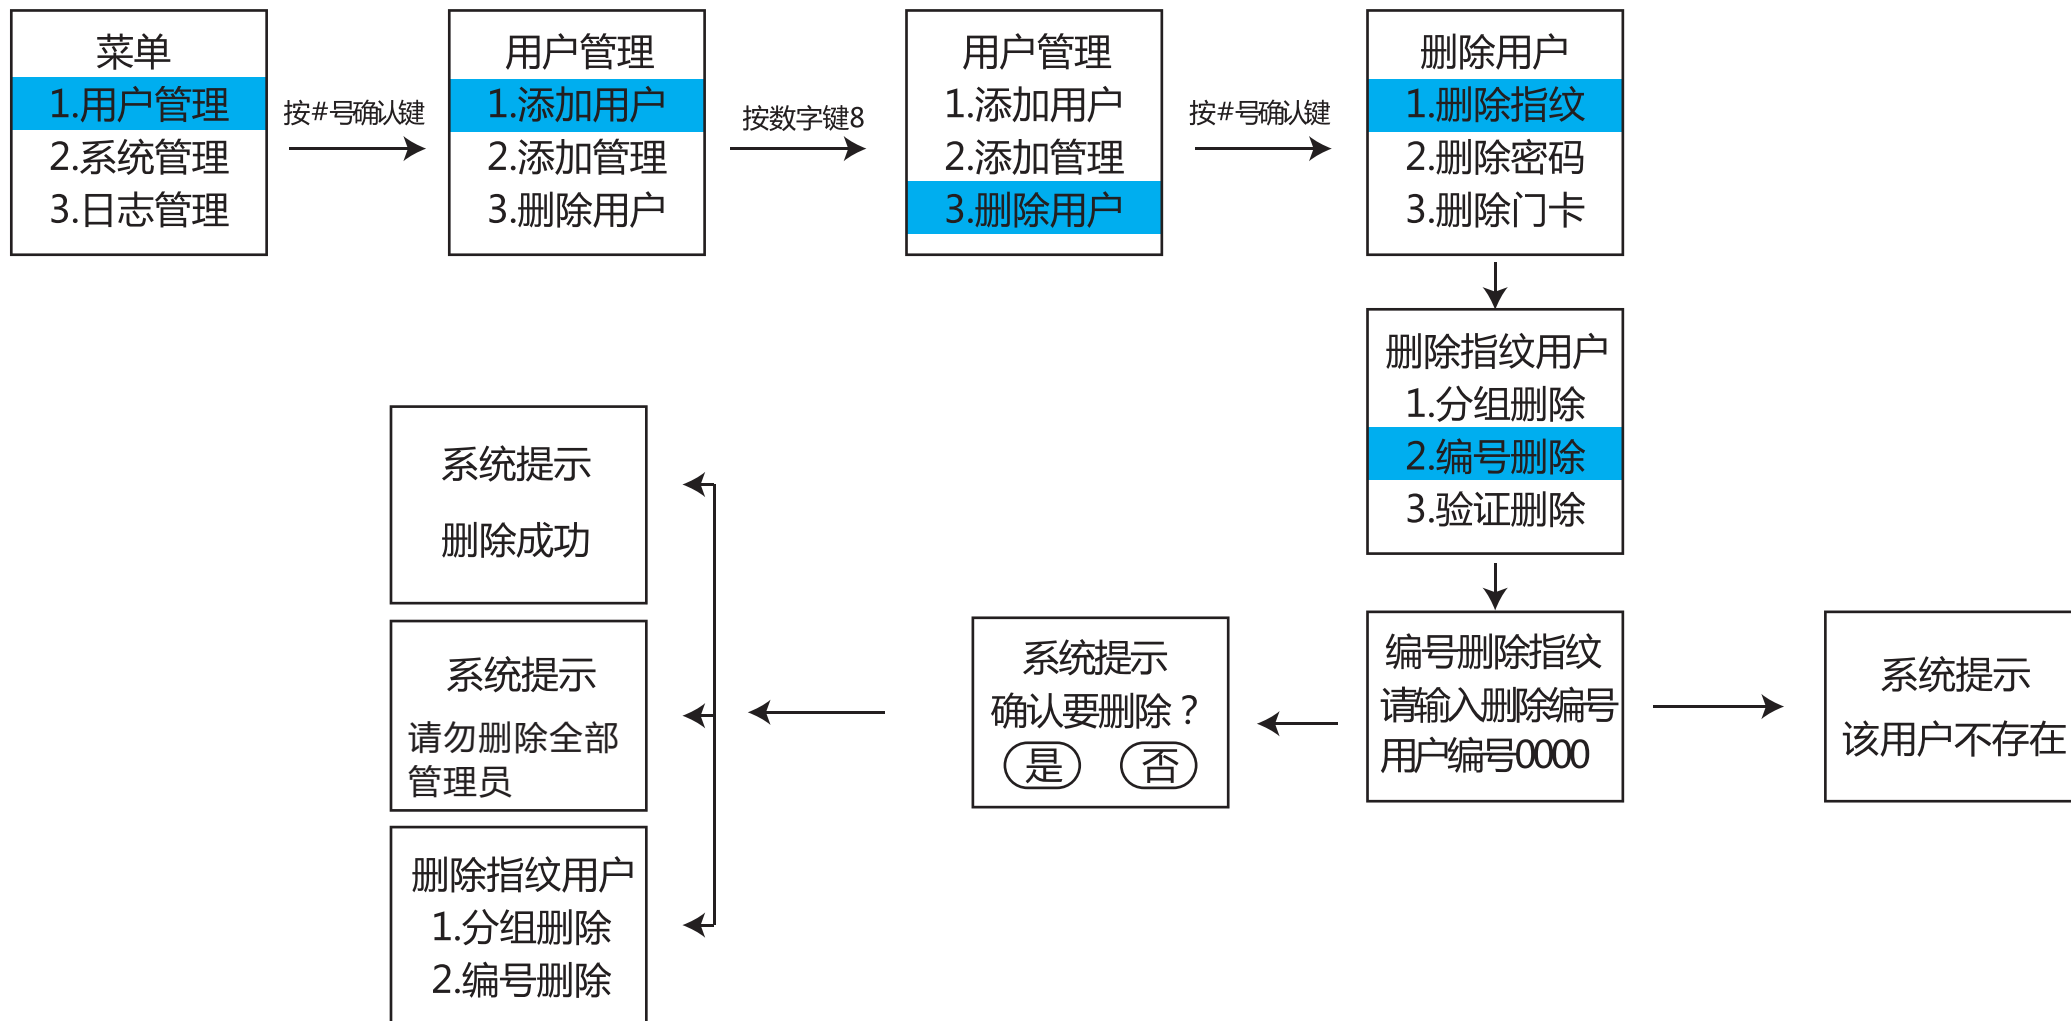 菜单
1.用户管理
2.系统管理
3.日志管理
按#号确认键
用户管理
1.添加用户
2.添加管理
3.删除用户
按数字键8
用户管理
1.添加用户
2.添加管理
3.删除用户
按#号确认键
删除用户
1.删除指纹
2.删除密码
3.删除门卡
删除指纹用户
1.分组删除
2.编号删除
3.验证删除
编号删除指纹
请输入删除编号
用户编号0000
系统提示
该用户不存在
系统提示
确认要删除？
是 否
系统提示
删除成功
系统提示
请勿删除全部
管理员
删除指纹用户
1.分组删除
2.编号删除